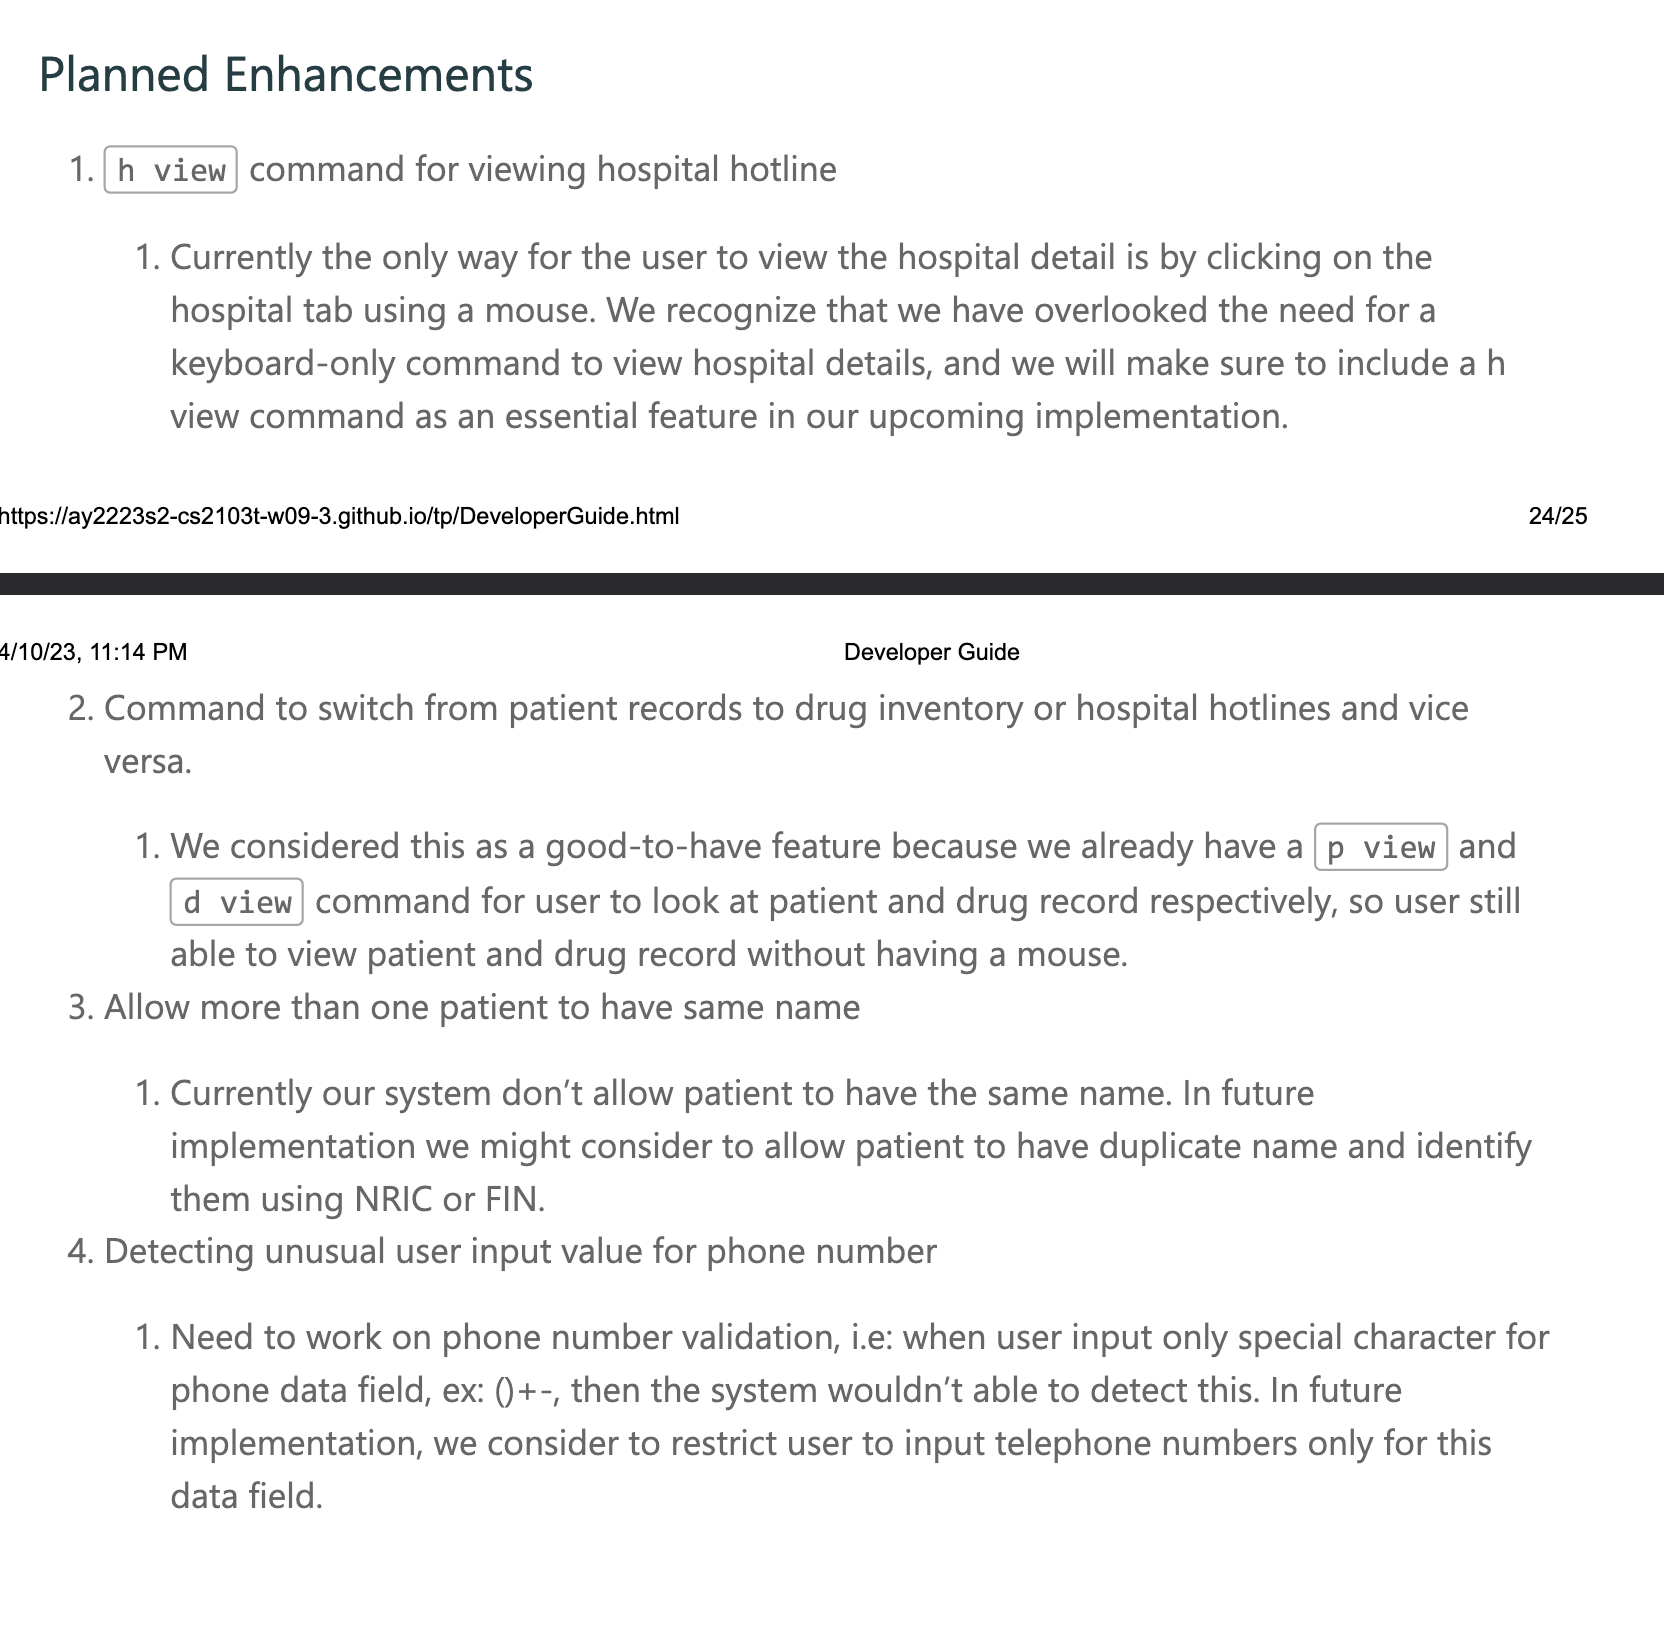 Planned Enhancements
1. h view command for viewing hospital hotline
1. Currently the only way for the user to view the hospital detail is by clicking on the
hospital tab using a mouse. We recognize that we have overlooked the need for a
keyboard-only command to view hospital details, and we will make sure to include a h
view command as an essential feature in our upcoming implementation.
https://ay2223s2-cs2103t-w09-3.github.io/tp/DeveloperGuide.html 24/25
4/10/23, 11:14 PM Developer Guide
2. Command to switch from patient records to drug inventory or hospital hotlines and vice
versa.
1. We considered this as a good-to-have feature because we already have a p view and
d view command for user to look at patient and drug record respectively, so user still
able to view patient and drug record without having a mouse.
3. Allow more than one patient to have same name
1. Currently our system don’t allow patient to have the same name. In future
implementation we might consider to allow patient to have duplicate name and identify
them using NRIC or FIN.
4. Detecting unusual user input value for phone number
1. Need to work on phone number validation, i.e: when user input only special character for
phone data field, ex: ()+-, then the system wouldn’t able to detect this. In future
implementation, we consider to restrict user to input telephone numbers only for this
data field.